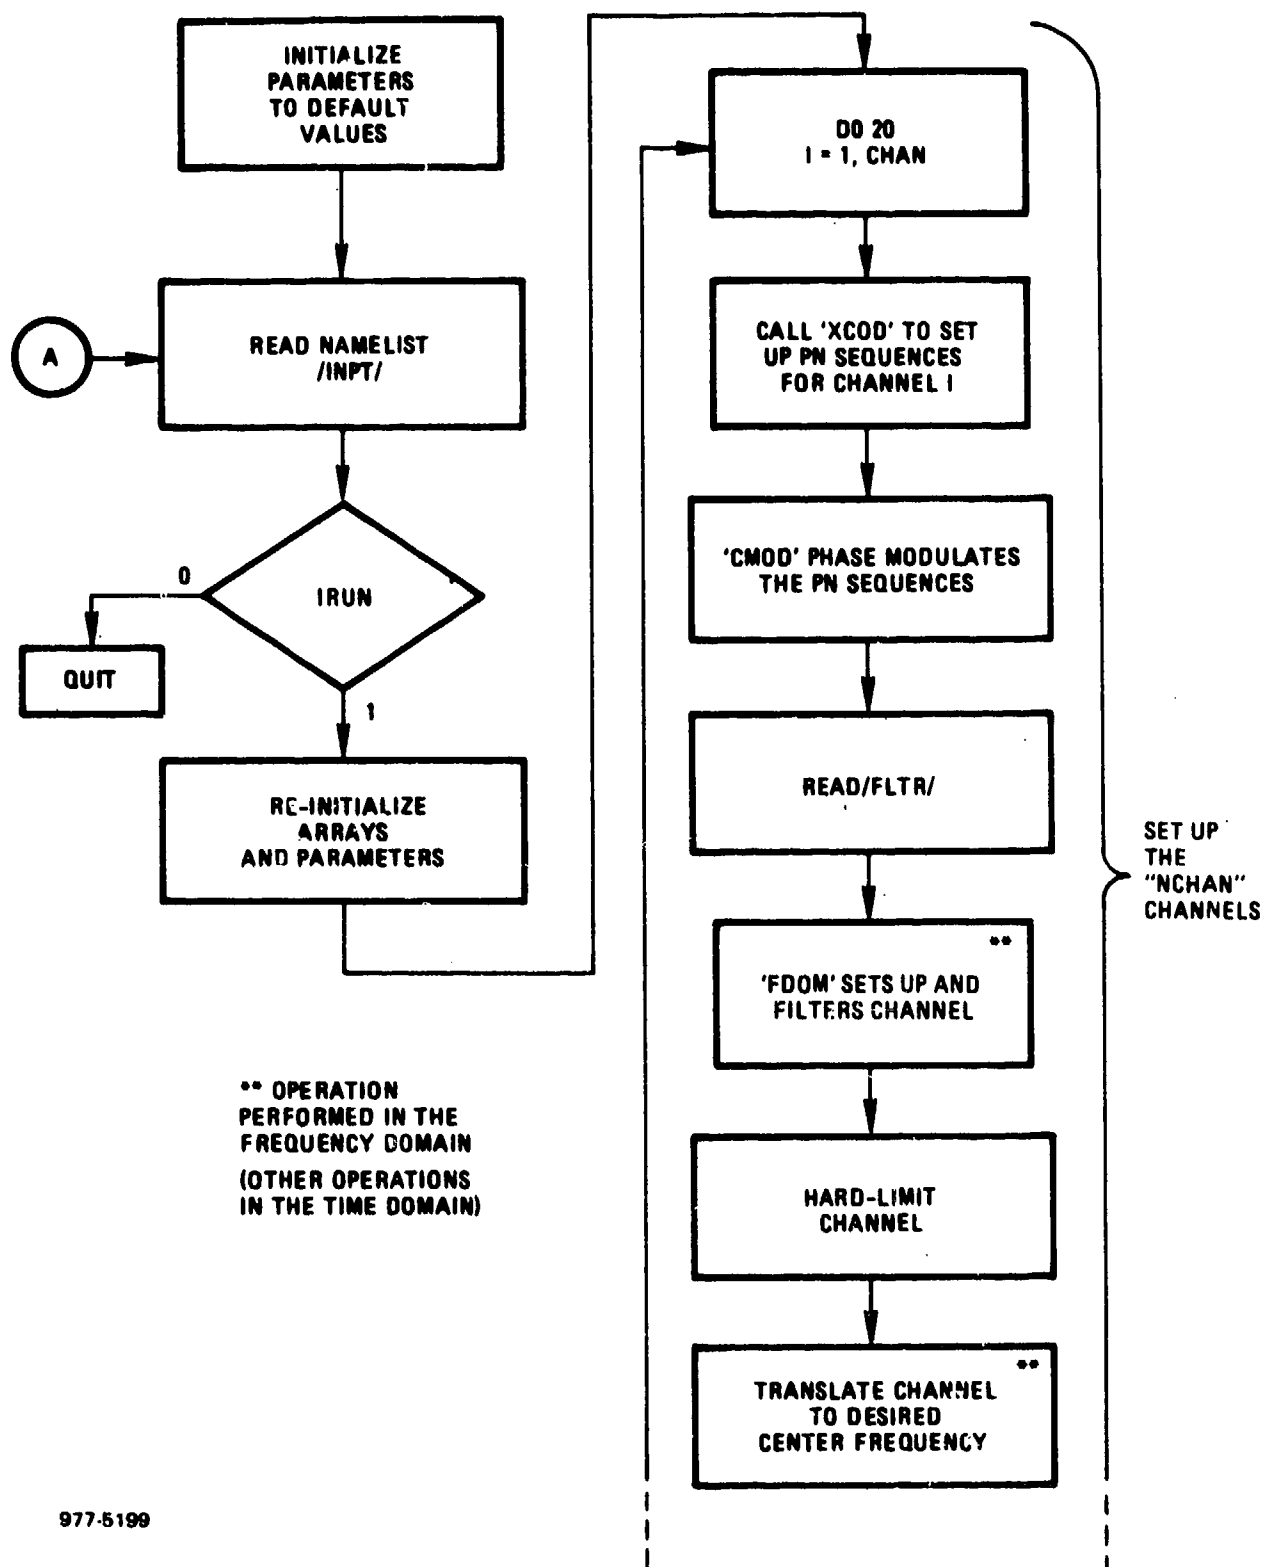 INITIALIZE
PARAMETERS
TO DEFAULT
VALUES
A
READ NAMELIST
/INPT/
0
IRUN
QUIT
1
RE-INITIALIZE
ARRAYS
AND PARAMETERS
** OPERATION
PERFORMED IN THE
FREQUENCY DOMAIN
(OTHER OPERATIONS
IN THE TIME DOMAIN)
DO 20
I = 1, CHAN
CALL 'XCOD' TO SET
UP PN SEQUENCES
FOR CHANNEL I
'CMOD' PHASE MODULATES
THE PN SEQUENCES
READ/FLTR/
**
'FDOM' SETS UP AND
FILTERS CHANNEL
HARD-LIMIT
CHANNEL
**
TRANSLATE CHANNEL
TO DESIRED
CENTER FREQUENCY
SET UP
THE
"NCHAN"
CHANNELS
977-5199